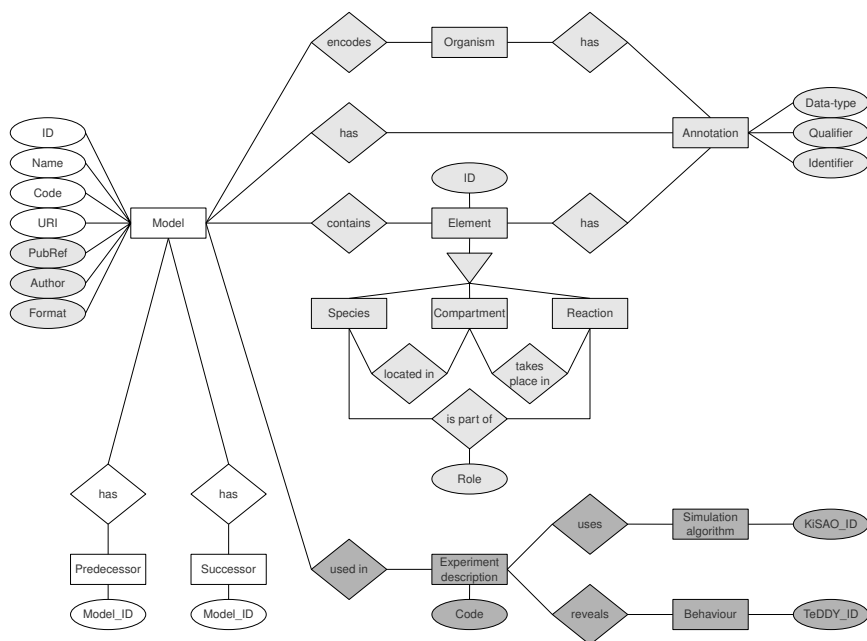 encodes
Organism
has
Data-type
Qualifier
Identifier
Annotation
has
ID
Name
Code
URI
PubRef
Author
Format
Model
ID
contains
Element
has
Species
Compartment
Reaction
located in
takes
place in
is part of
Role
has
has
Predecessor
Successor
Model_ID
Model_ID
used in
Experiment
description
Code
uses
Simulation
algorithm
KiSAO_ID
reveals
Behaviour
TeDDY_ID